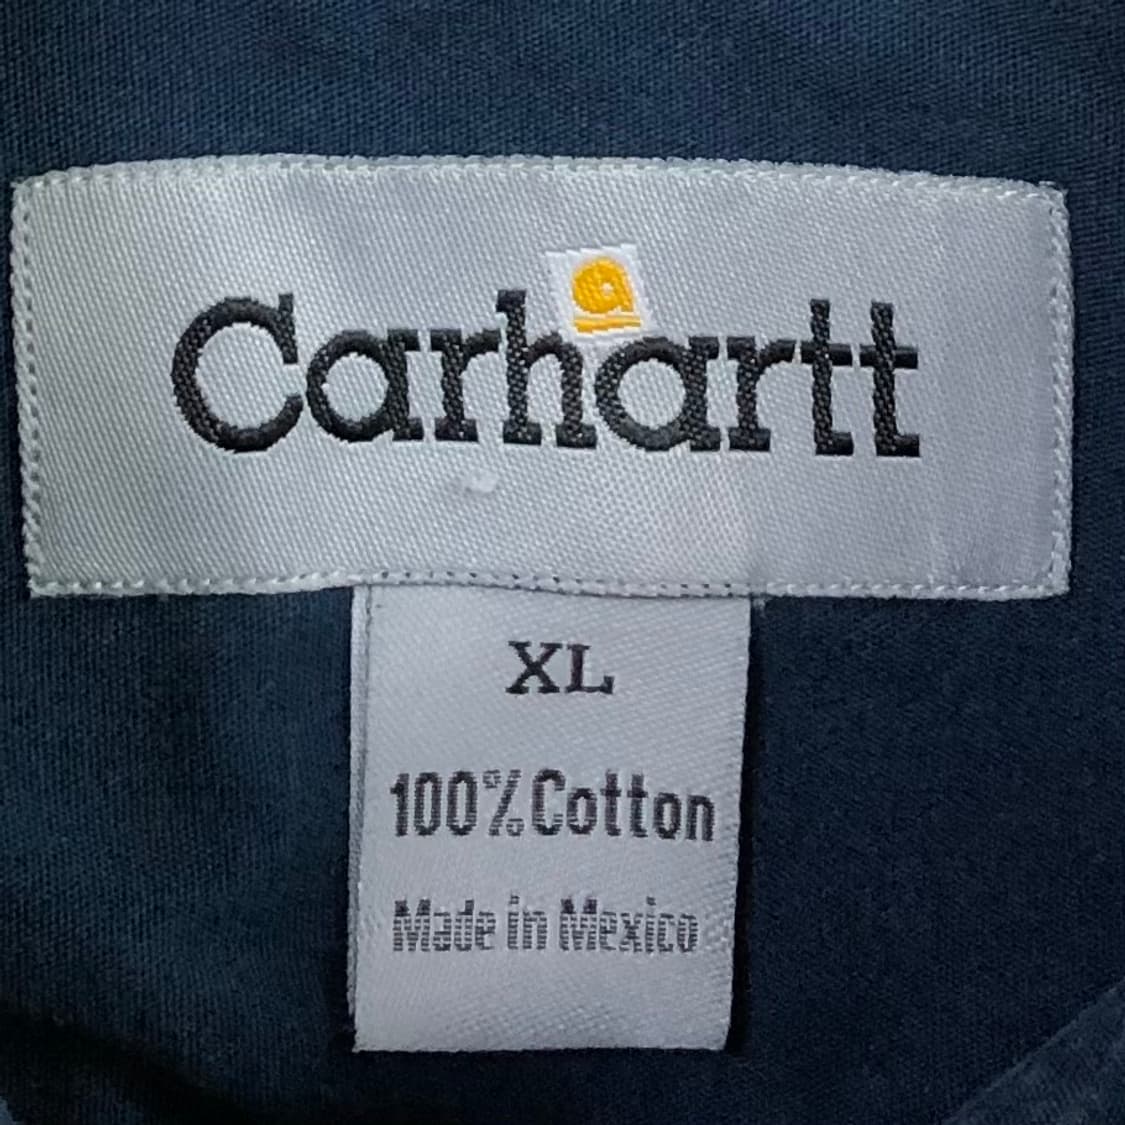 Carhartt
XL
100% Cotton
Made in Mexico